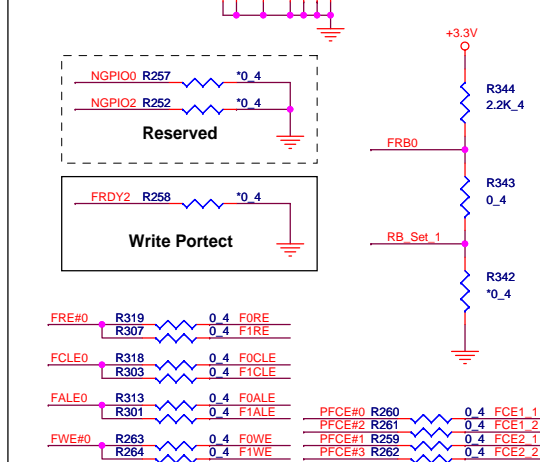 +3.3V
NGPIO0 R257 *0_4
NGPIO2 R252 *0_4
Reserved
R344
2.2K_4
FRB0
R343
0_4
FRDY2 R258 *0_4
Write Portect
RB_Set_1
R342
*0_4
FRE#0 R319 0_4 F0RE
R307 0_4 F1RE
FCLE0 R318 0_4 F0CLE
R303 0_4 F1CLE
FALE0 R313 0_4 F0ALE
R301 0_4 F1ALE
FWE#0 R263 0_4 F0WE
R264 0_4 F1WE
PFCE#0 R260 0_4 FCE1_1
PFCE#2 R261 0_4 FCE1_2
PFCE#1 R259 0_4 FCE2_1
PFCE#3 R262 0_4 FCE2_2